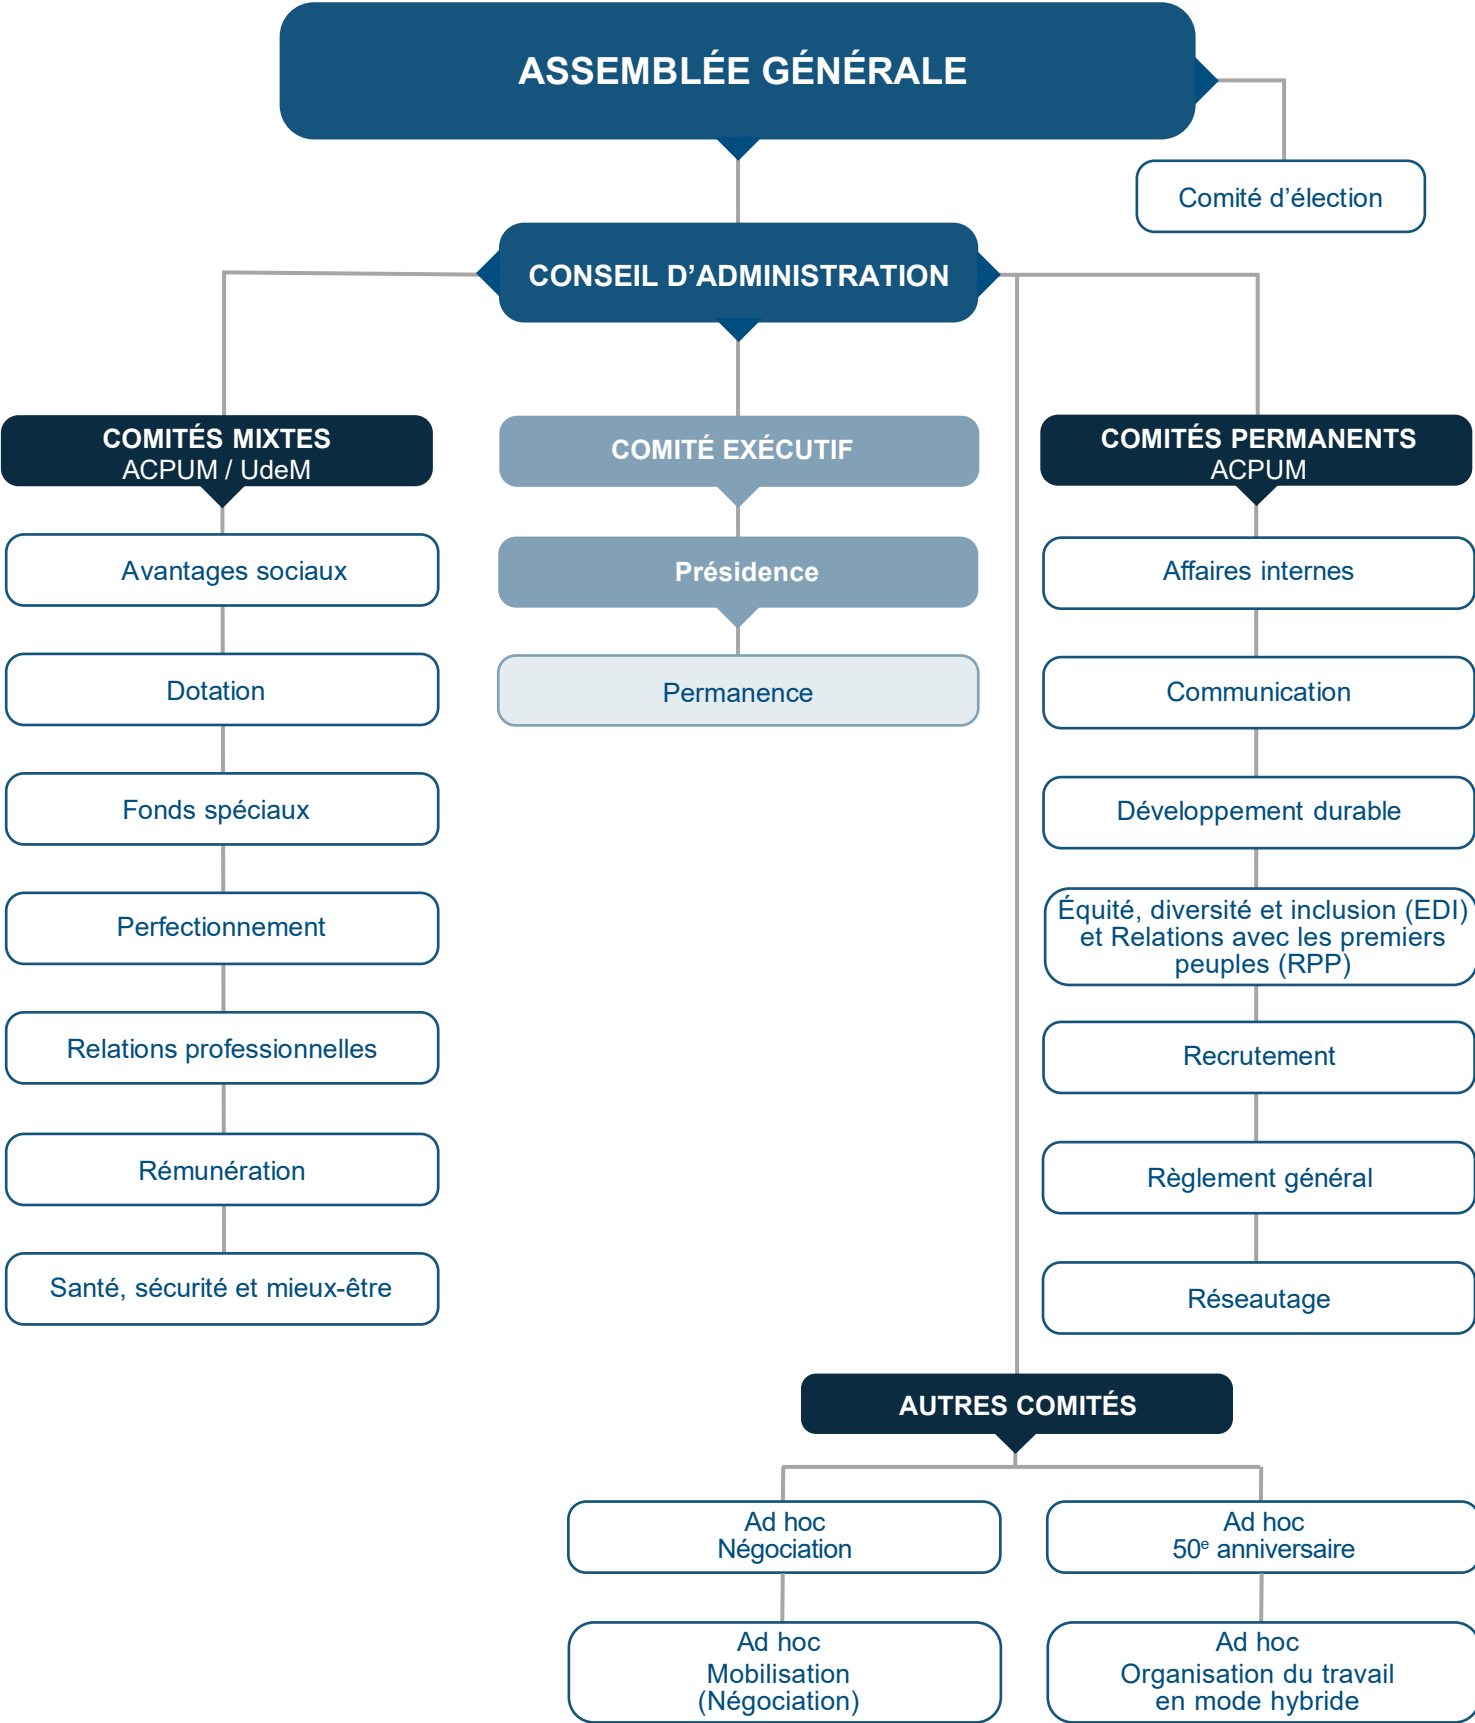 ASSEMBLÉE GÉNÉRALE
Comité d’élection
CONSEIL D’ADMINISTRATION
COMITÉS MIXTES
ACPUM / UdeM
Avantages sociaux
Dotation
Fonds spéciaux
Perfectionnement
Relations professionnelles
Rémunération
Santé, sécurité et mieux-être
COMITÉ EXÉCUTIF
Présidence
Permanence
COMITÉS PERMANENTS
ACPUM
Affaires internes
Communication
Développement durable
Équité, diversité et inclusion (EDI)
et Relations avec les premiers
peuples (RPP)
Recrutement
Règlement général
Réseautage
AUTRES COMITÉS
Ad hoc
Négociation
Ad hoc
Mobilisation
(Négociation)
Ad hoc
50e anniversaire
Ad hoc
Organisation du travail
en mode hybride